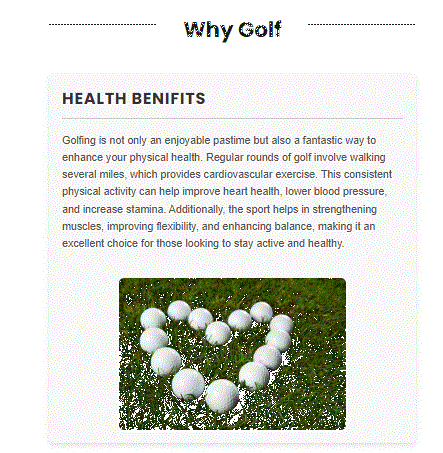 Why Golf
HEALTH BENIFITS
Golfing is not only an enjoyable pastime but also a fantastic way to
enhance your physical health. Regular rounds of golf involve walking
several miles, which provides cardiovascular exercise. This consistent
physical activity can help improve heart health, lower blood pressure,
and increase stamina. Additionally, the sport helps in strengthening
muscles, improving flexibility, and enhancing balance, making it an
excellent choice for those looking to stay active and healthy.